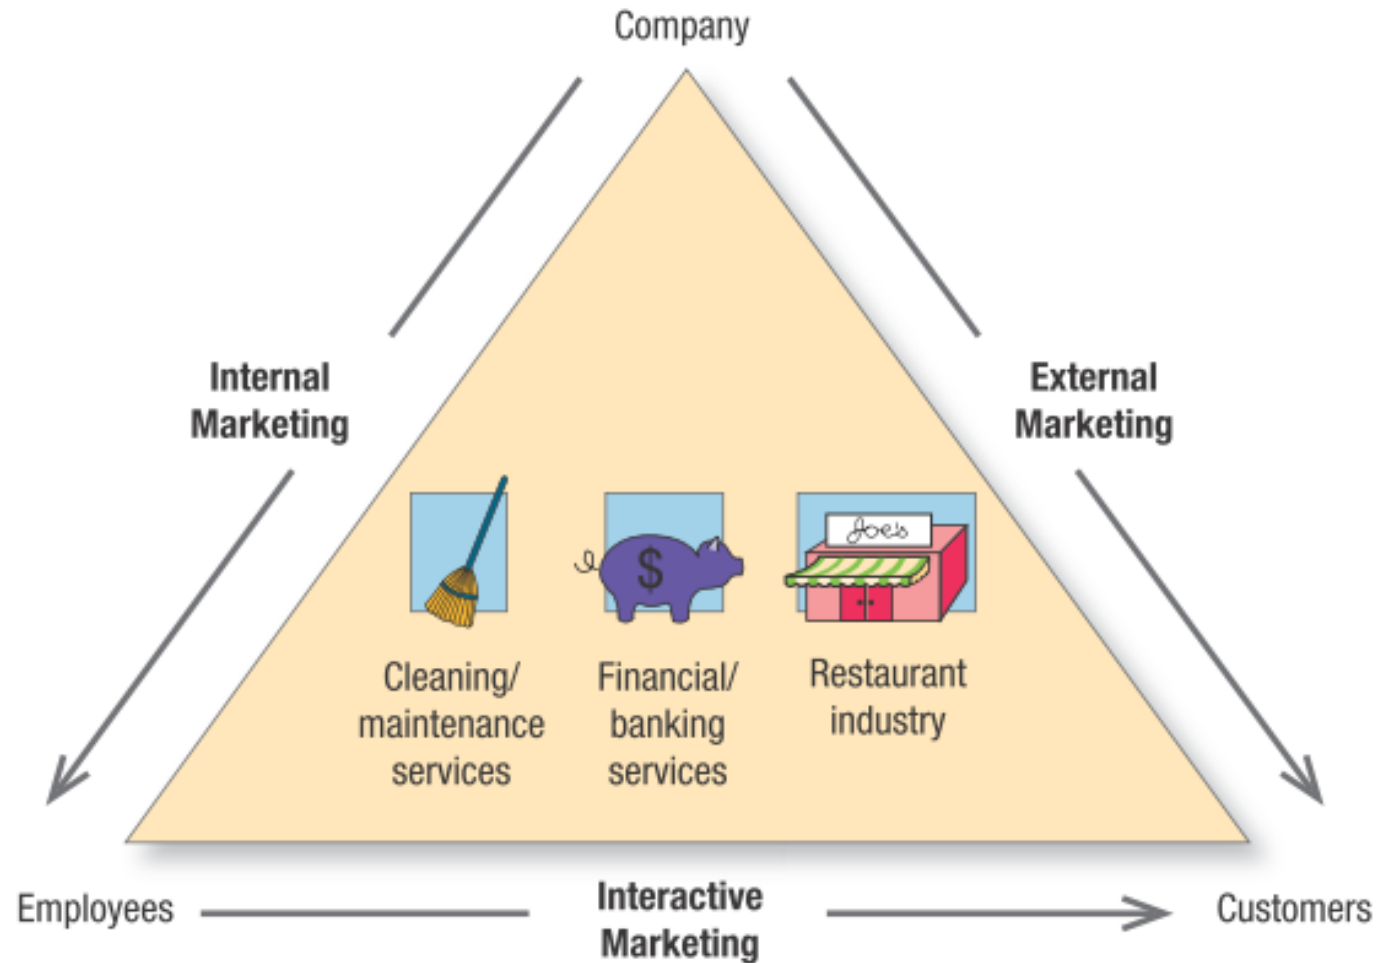 Company
Internal
Marketing
External
Marketing
Joe's
$
Cleaning/
maintenance
services
Financial/
banking
services
Restaurant
industry
Employees
Interactive
Marketing
Customers